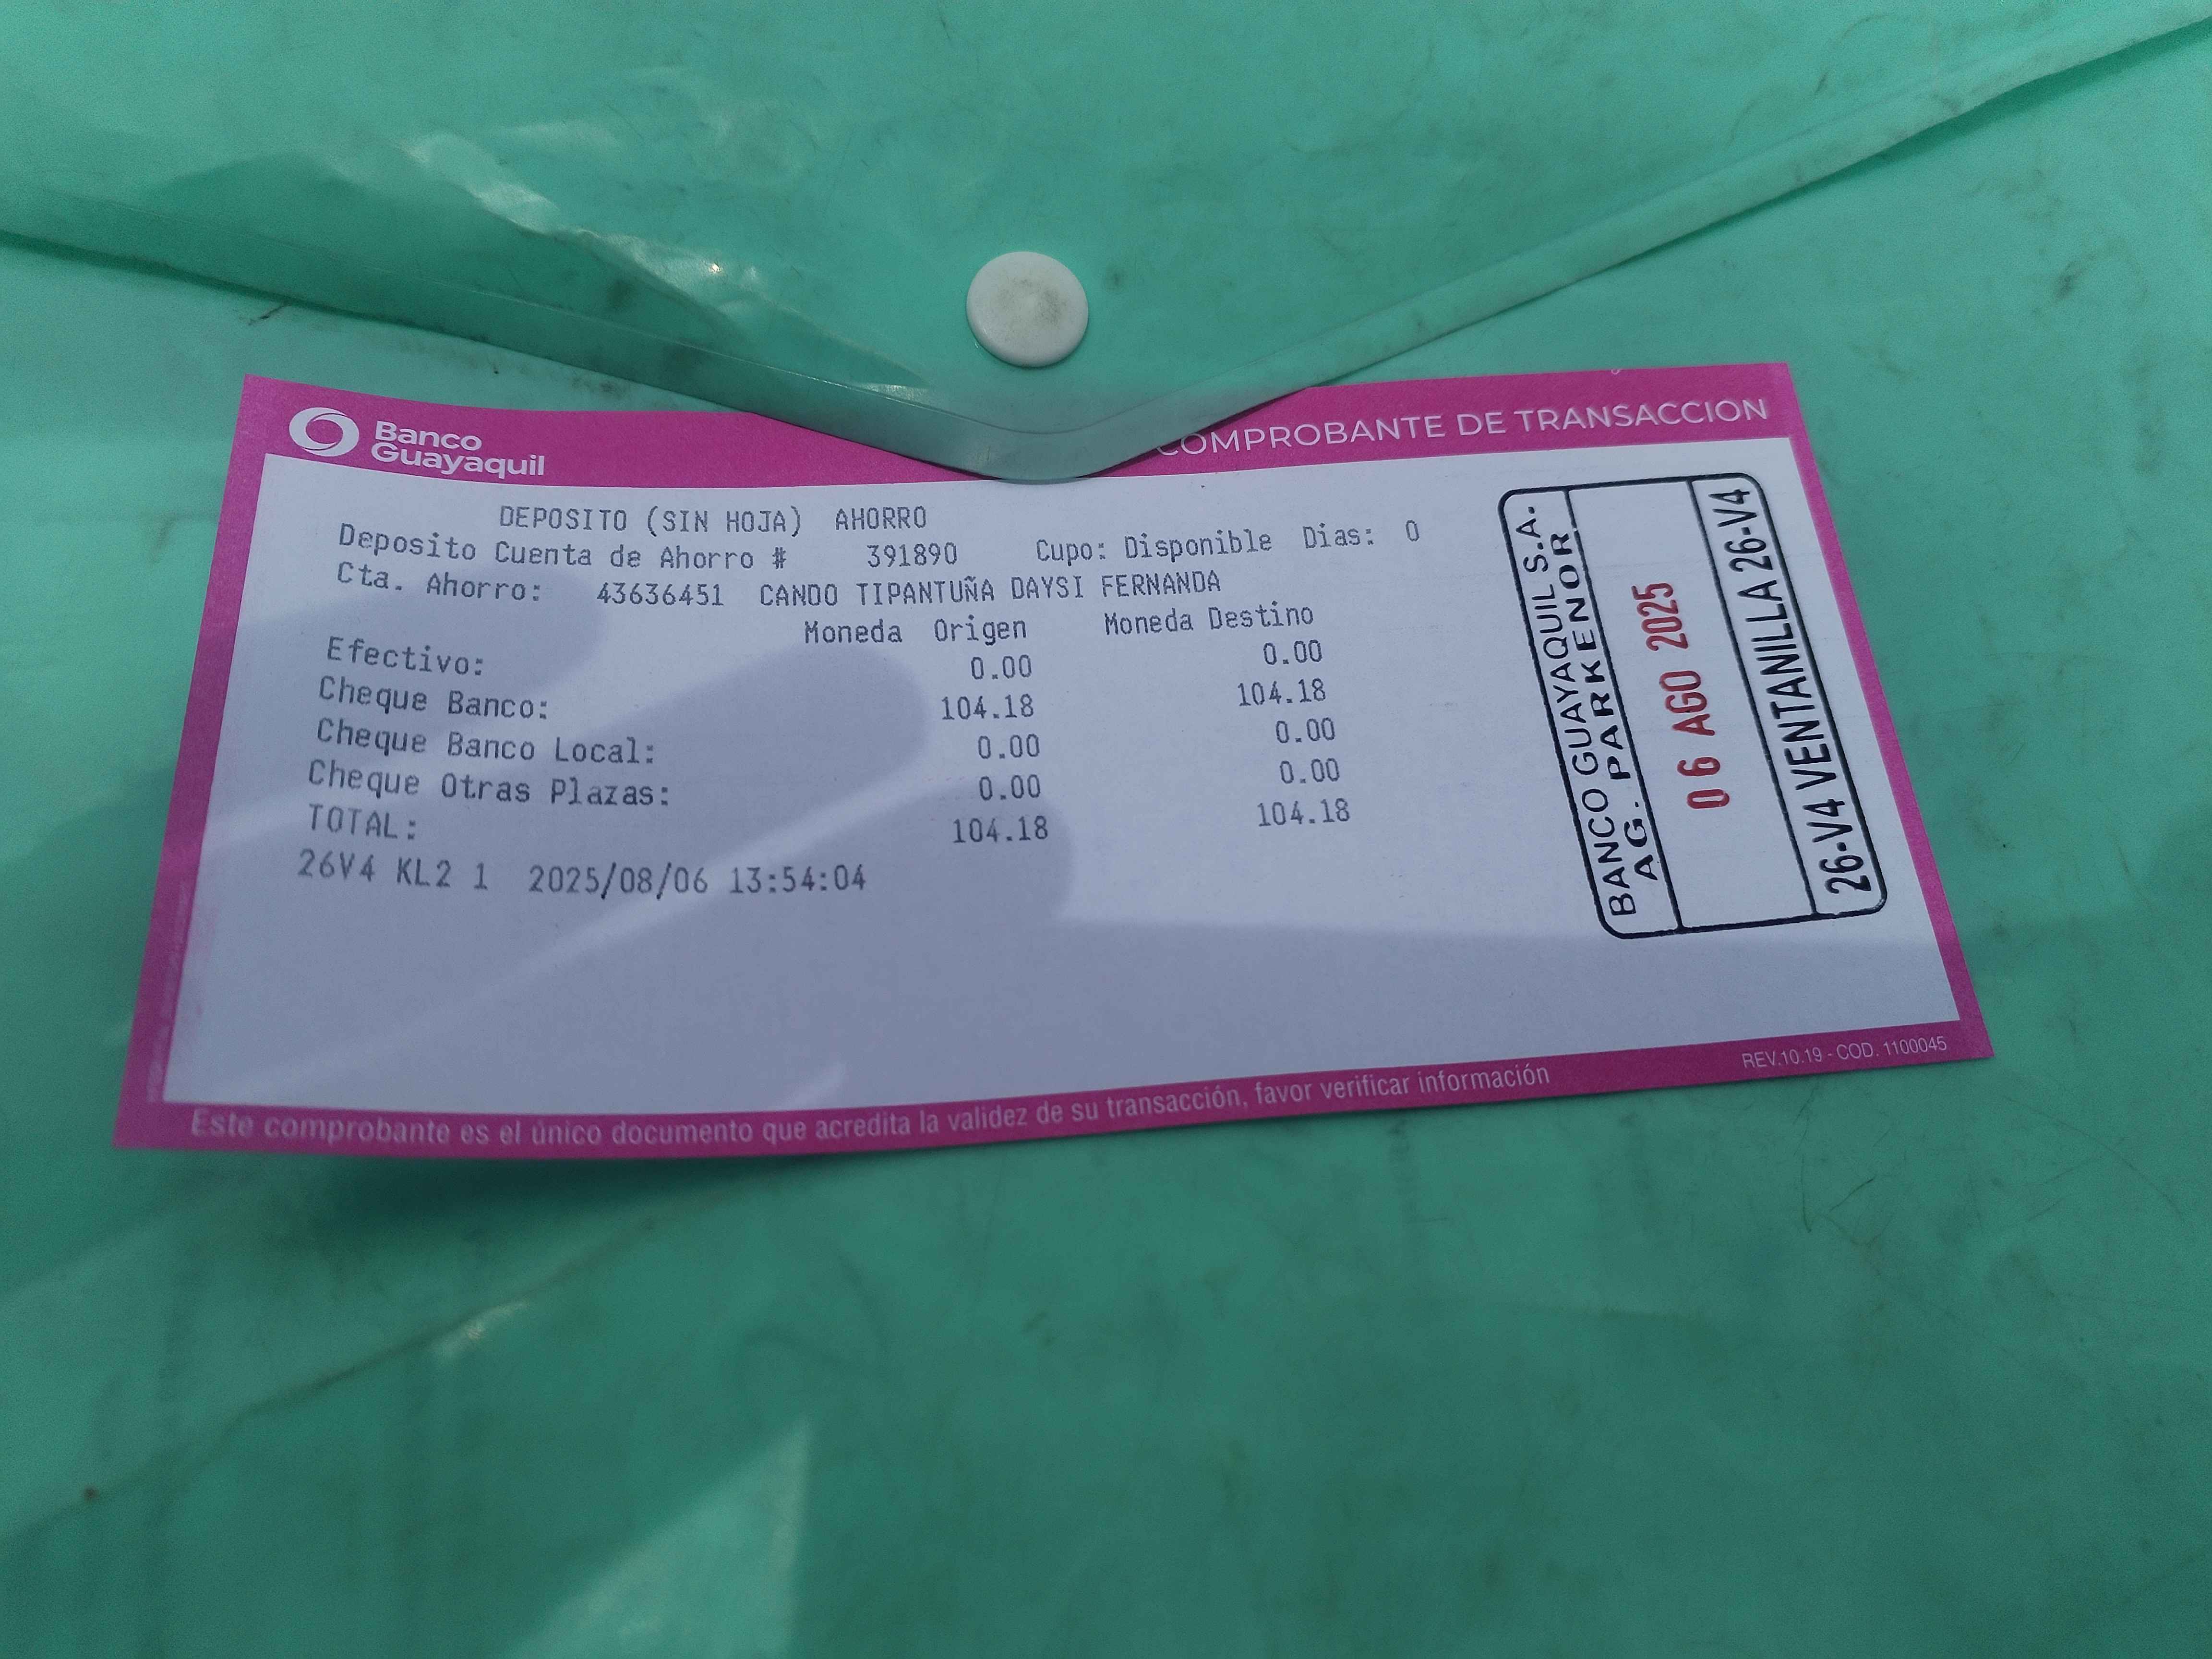 Banco
Guayaquil
COMPROBANTE DE TRANSACCION
DEPOSITO (SIN HOJA) AHORRO
Deposito Cuenta de Ahorro # 391890 Cupo: Disponible Dias: 0
Cta. Ahorro: 43636451 CANDO TIPANTUÑA DAYSI FERNANDA
Moneda Origen Moneda Destino
Efectivo: 0.00 0.00
Cheque Banco: 104.18 104.18
Cheque Banco Local: 0.00 0.00
Cheque Otras Plazas: 0.00 0.00
TOTAL: 104.18 104.18
26V4 KL2 1 2025/08/06 13:54:04
BANCO GUAYAQUIL S.A.
AG. PARKENOR
06 AGO 2025
26-V4 VENTANILLA 26-V4
Este comprobante es el único documento que acredita la validez de su transacción, favor verificar información
REV.10.19 - COD. 1100045